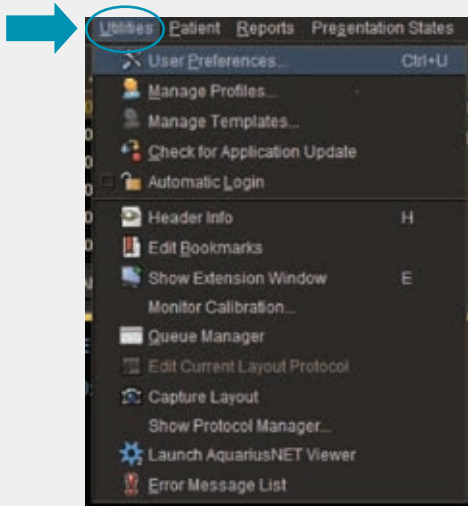 Utilities Patient Reports Presentation States
User Preferences... Ctrl+U
Manage Profiles...
Manage Templates...
Check for Application Update
Automatic Login
Header Info H
Edit Bookmarks
Show Extension Window E
Monitor Calibration...
Queue Manager
Edit Current Layout Protocol
Capture Layout
Show Protocol Manager...
Launch AquariusNET Viewer
Error Message List